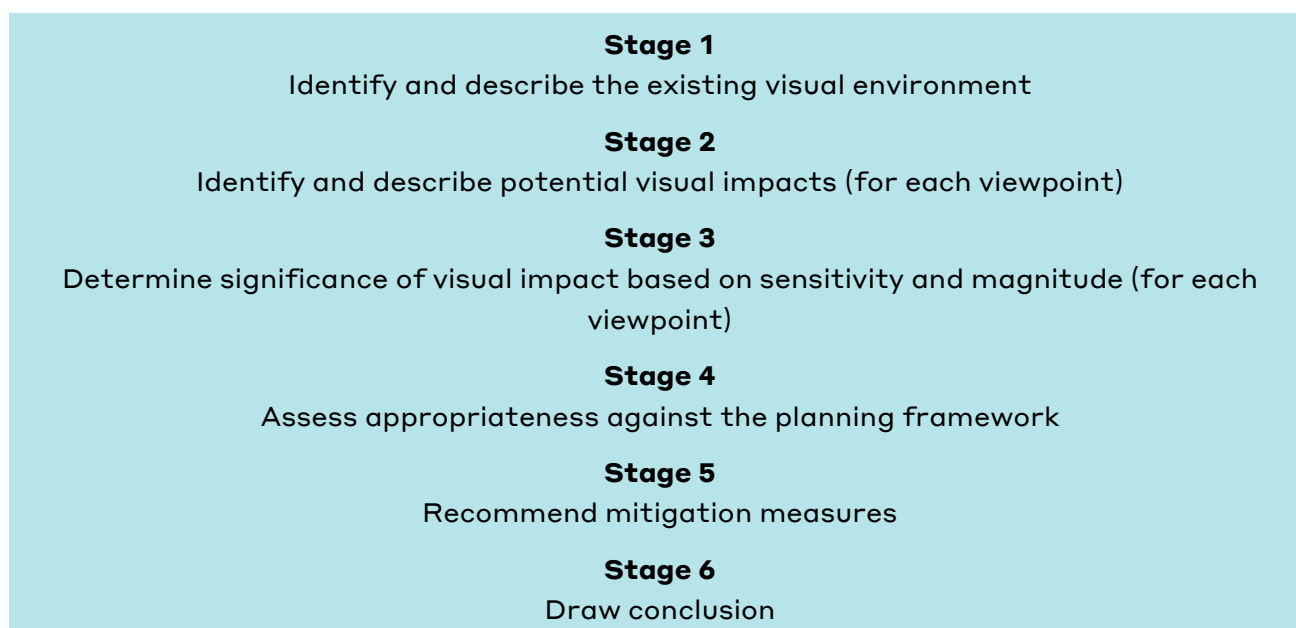 Stage 1
Identify and describe the existing visual environment
Stage 2
Identify and describe potential visual impacts (for each viewpoint)
Stage 3
Determine significance of visual impact based on sensitivity and magnitude (for each
viewpoint)
Stage 4
Assess appropriateness against the planning framework
Stage 5
Recommend mitigation measures
Stage 6
Draw conclusion